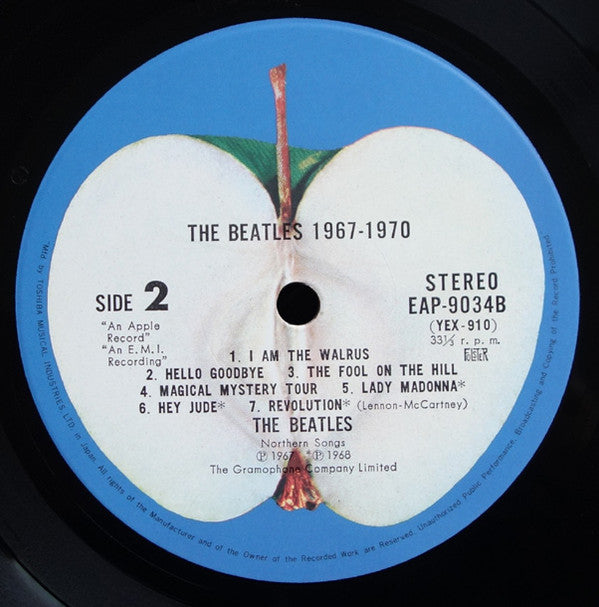 THE BEATLES 1967-1970
SIDE 2
STEREO
EAP-9034B
(YEX-910)
33⅓ r. p. m.
"An Apple
Record"
"An E.M.I.
Recording"
1. I AM THE WALRUS
2. HELLO GOODBYE 3. THE FOOL ON THE HILL
4. MAGICAL MYSTERY TOUR 5. LADY MADONNA*
6. HEY JUDE* 7. REVOLUTION* (Lennon-McCartney)
THE BEATLES
Northern Songs
℗ 1967 *℗ 1968
The Gramophone Company Limited
Mfd by TOSHIBA MUSICAL INDUSTRIES LTD. in Japan. All rights of the Manufacturer and of the Owner of the Recorded Work are Reserved. Unauthorized Public Performance, Broadcasting and Copying of the Record Prohibited.